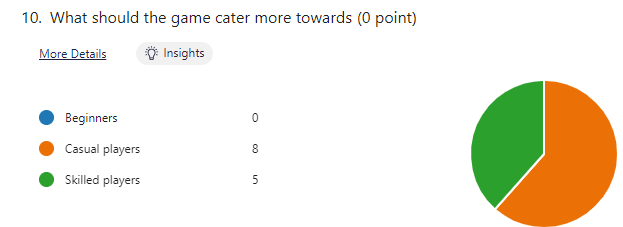 10. What should the game cater more towards (0 point)
More Details
Insights
Beginners 0
Casual players 8
Skilled players 5